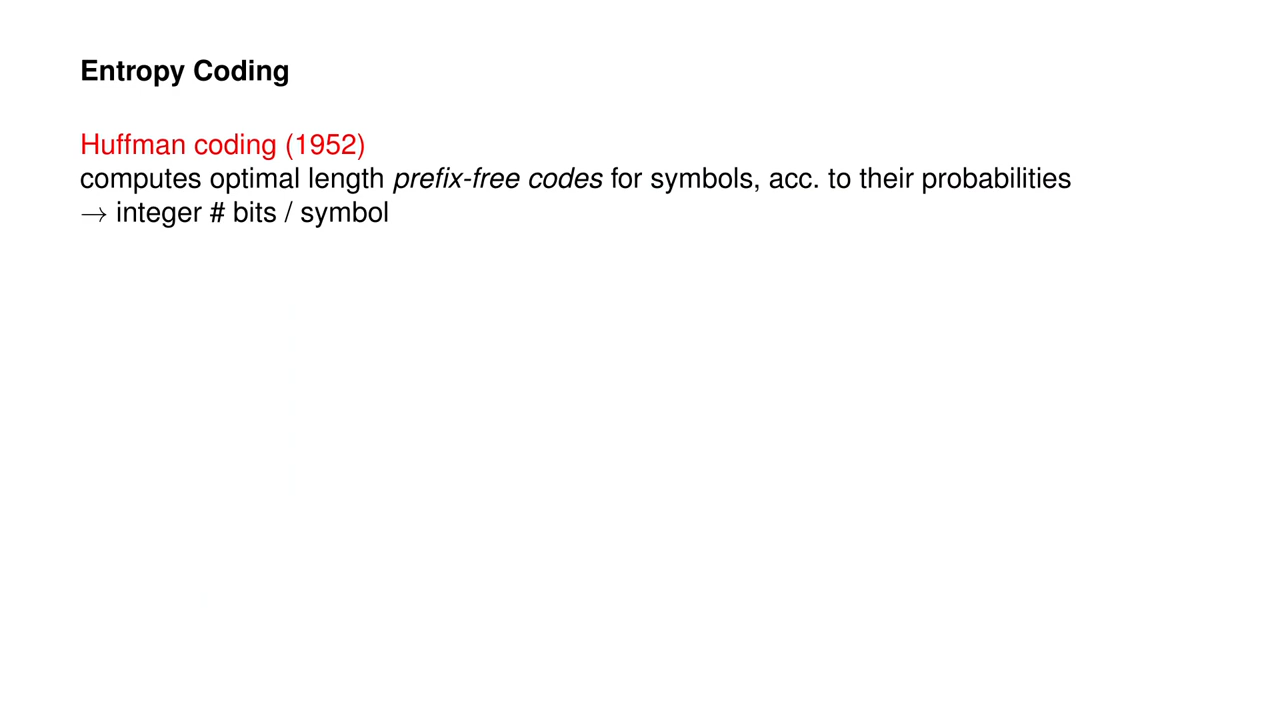 Entropy Coding
Huffman coding (1952)
computes optimal length prefix-free codes for symbols, acc. to their probabilities
→ integer # bits / symbol